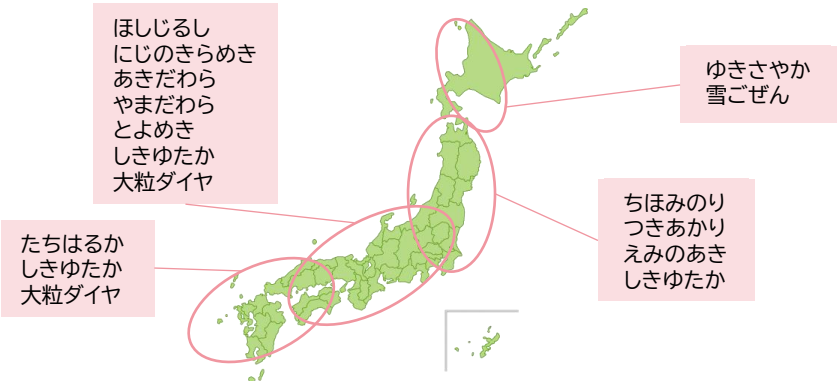 ほしじるし
にじのきらめき
あきだわら
やまだわら
とよめき
しきゆたか
大粒ダイヤ
ゆきさやか
雪ごぜん
ちほみのり
つきあかり
えみのあき
しきゆたか
たちはるか
しきゆたか
大粒ダイヤ